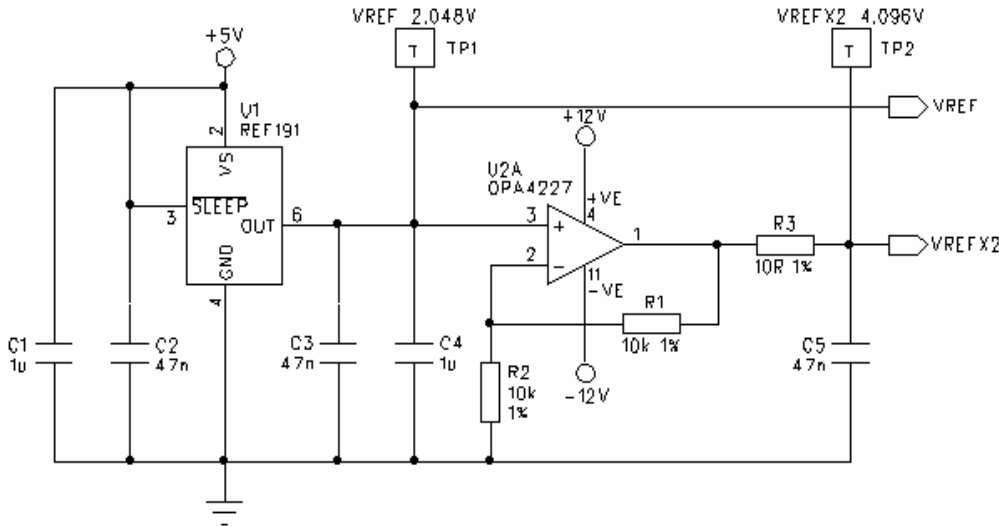 VREF 2.048V
VREFX2 4.096V
+5V
T
TP1
T
TP2
U1
REF191
2
VS
+12V
VREF
U2A
OPA4227
+VE
4
3
SLEEP
OUT
6
3
+
1
R3
VREFX2
GND
2
-
10R 1%
11
-VE
4
R1
10k 1%
C1
1u
C2
47n
C3
47n
C4
1u
R2
10k
1%
-12V
C5
47n